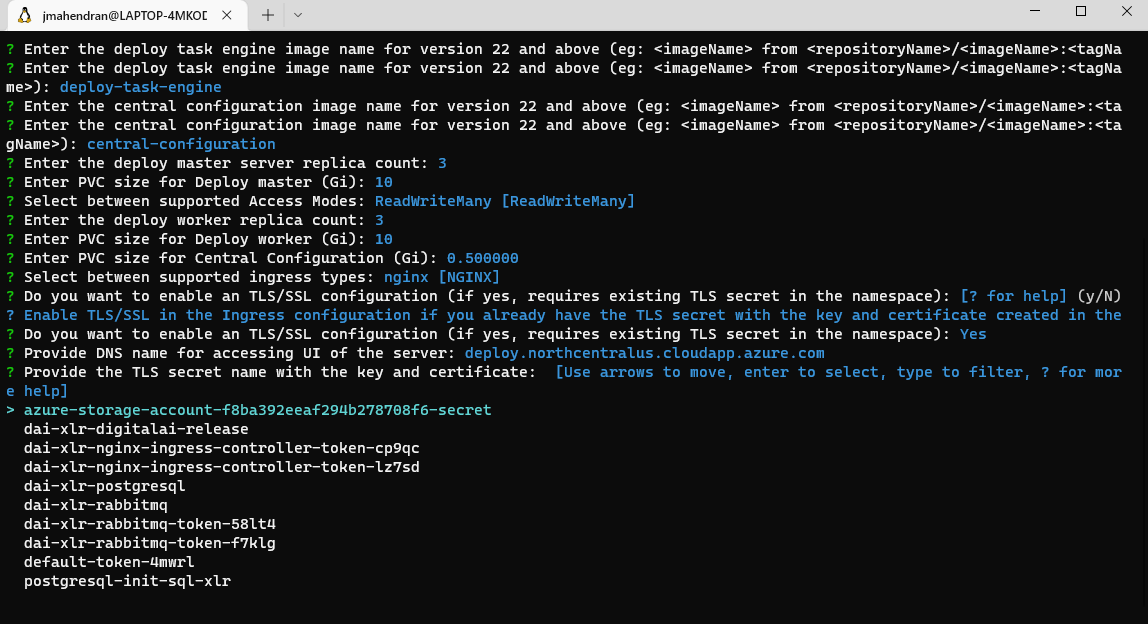 jmahendran@LAPTOP-4MKOD
? Enter the deploy task engine image name for version 22 and above (eg: <imageName> from <repositoryName>/<imageName>:<tagNa
? Enter the deploy task engine image name for version 22 and above (eg: <imageName> from <repositoryName>/<imageName>:<tagNa
me>): deploy-task-engine
? Enter the central configuration image name for version 22 and above (eg: <imageName> from <repositoryName>/<imageName>:<ta
? Enter the central configuration image name for version 22 and above (eg: <imageName> from <repositoryName>/<imageName>:<ta
gName>): central-configuration
? Enter the deploy master server replica count: 3
? Enter PVC size for Deploy master (Gi): 10
? Select between supported Access Modes: ReadWriteMany [ReadWriteMany]
? Enter the deploy worker replica count: 3
? Enter PVC size for Deploy worker (Gi): 10
? Enter PVC size for Central Configuration (Gi): 0.500000
? Select between supported ingress types: nginx [NGINX]
? Do you want to enable an TLS/SSL configuration (if yes, requires existing TLS secret in the namespace): [? for help] (y/N)
? Enable TLS/SSL in the Ingress configuration if you already have the TLS secret with the key and certificate created in the
? Do you want to enable an TLS/SSL configuration (if yes, requires existing TLS secret in the namespace): Yes
? Provide DNS name for accessing UI of the server: deploy.northcentralus.cloudapp.azure.com
? Provide the TLS secret name with the key and certificate:  [Use arrows to move, enter to select, type to filter, ? for mor
e help]
> azure-storage-account-f8ba392eeaf294b278708f6-secret
dai-xlr-digitalai-release
dai-xlr-nginx-ingress-controller-token-cp9qc
dai-xlr-nginx-ingress-controller-token-lz7sd
dai-xlr-postgresql
dai-xlr-rabbitmq
dai-xlr-rabbitmq-token-58lt4
dai-xlr-rabbitmq-token-f7klg
default-token-4mwrl
postgresql-init-sql-xlr